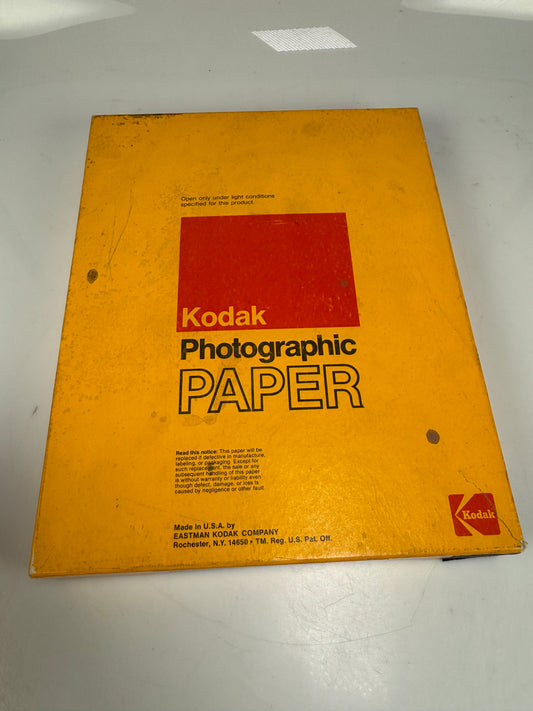 Open only under light conditions
specified for this product.
Kodak
Photographic
PAPER
Read this notice: This paper will be
replaced if defective in manufacture,
labeling, or packaging. Except for
such replacement, the sale or any
subsequent handling of this paper
is without warranty or liability even
though defect, damage, or loss is
caused by negligence or other fault.
Kodak
Made in U.S.A. by
EASTMAN KODAK COMPANY
Rochester, N.Y. 14650 • TM. Reg. U.S. Pat. Off.